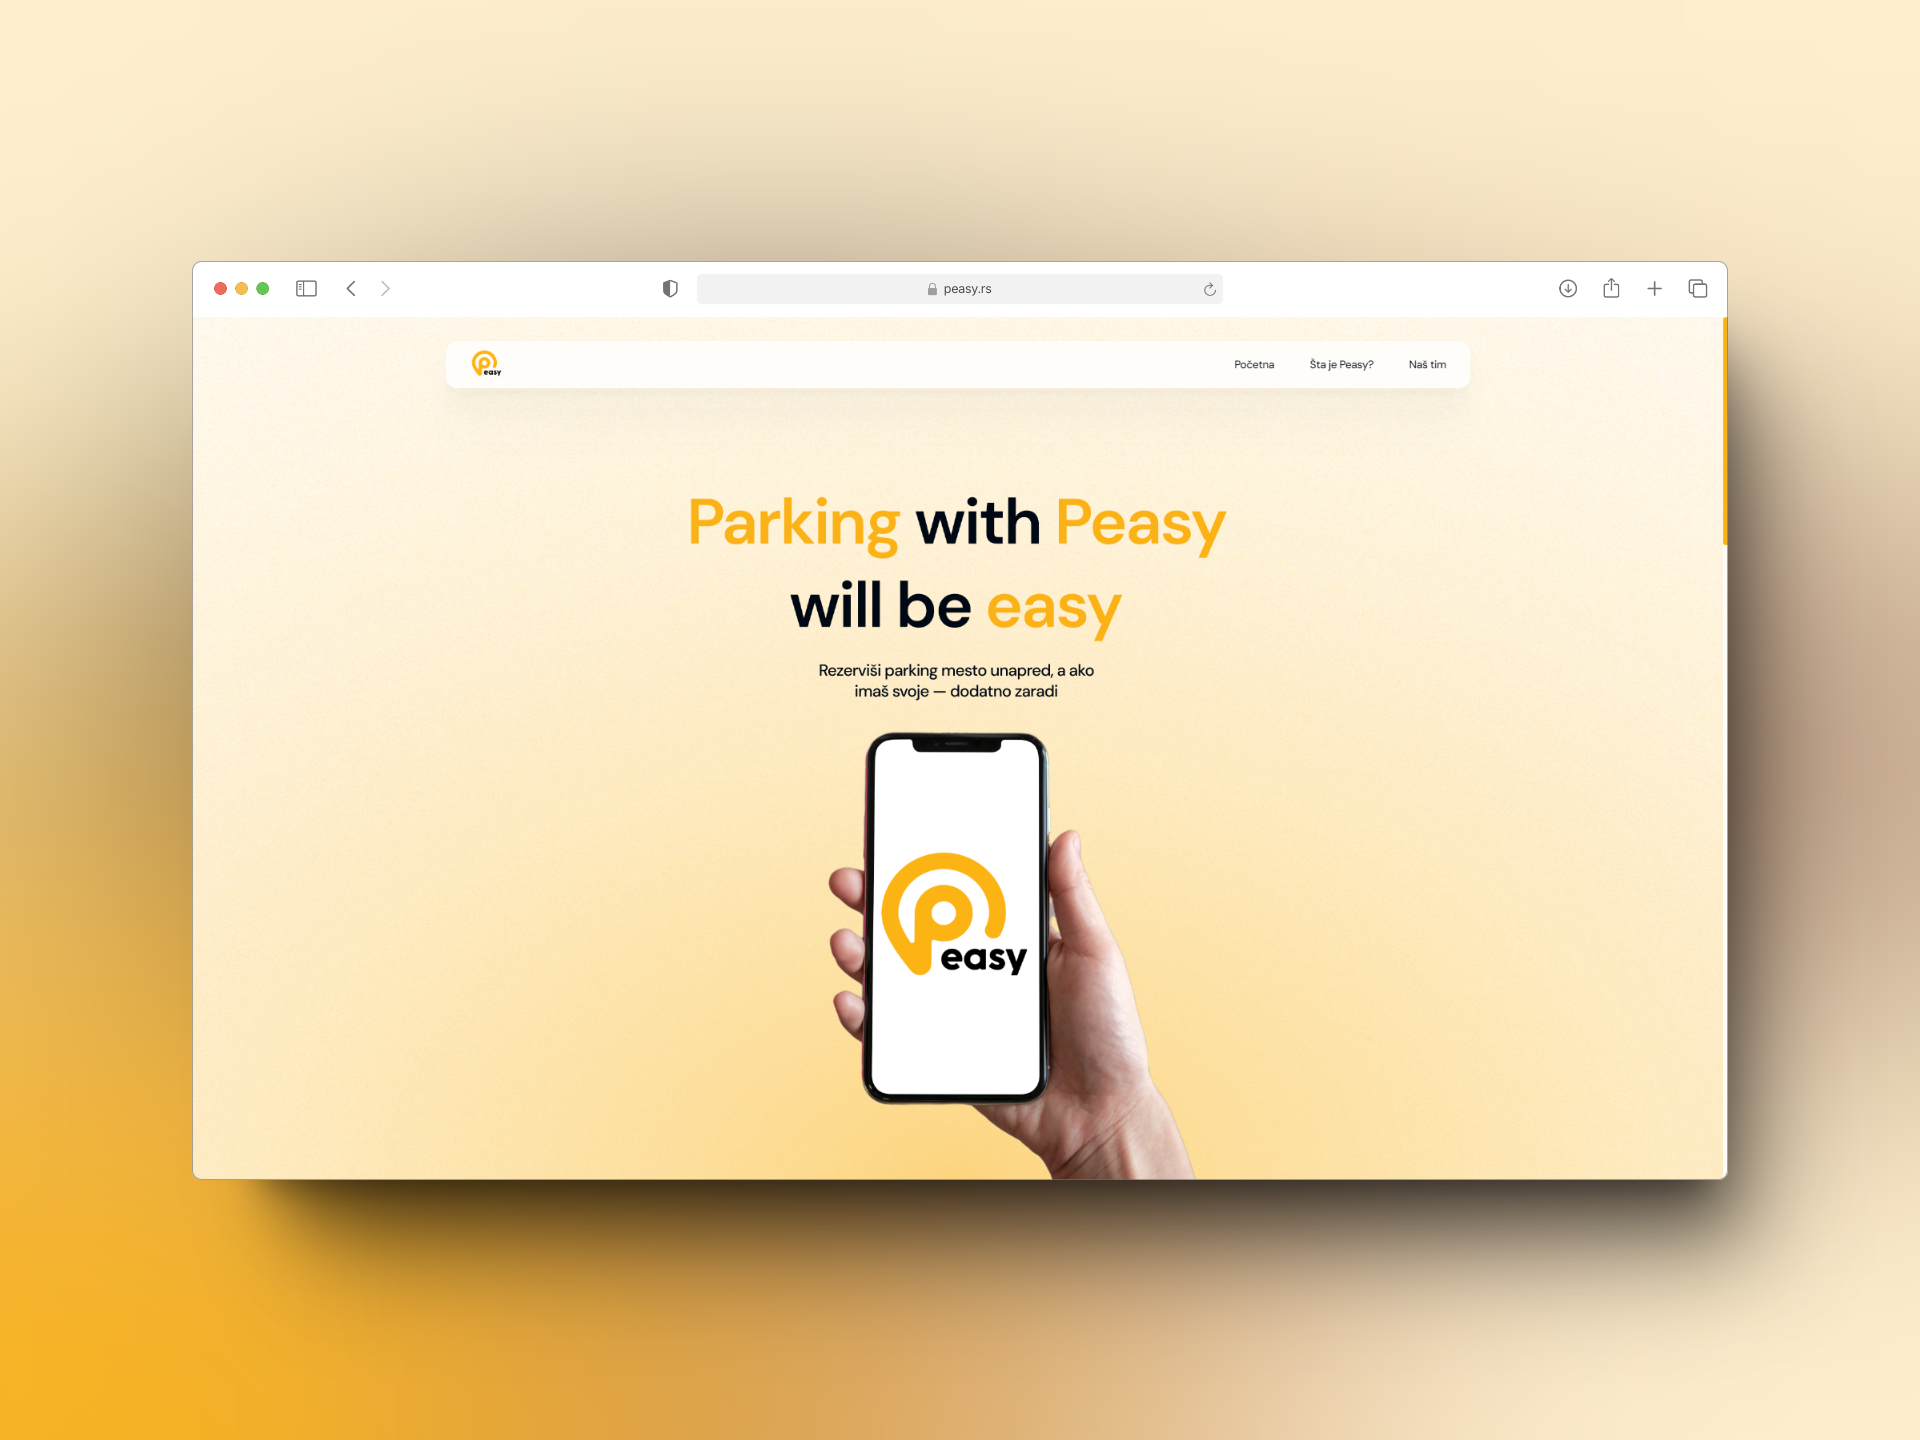 peasy.rs
easy
Početna Šta je Peasy? Naš tim
Parking with Peasy
will be easy
Rezerviši parking mesto unapred, a ako
imaš svoje — dodatno zaradi
P
easy